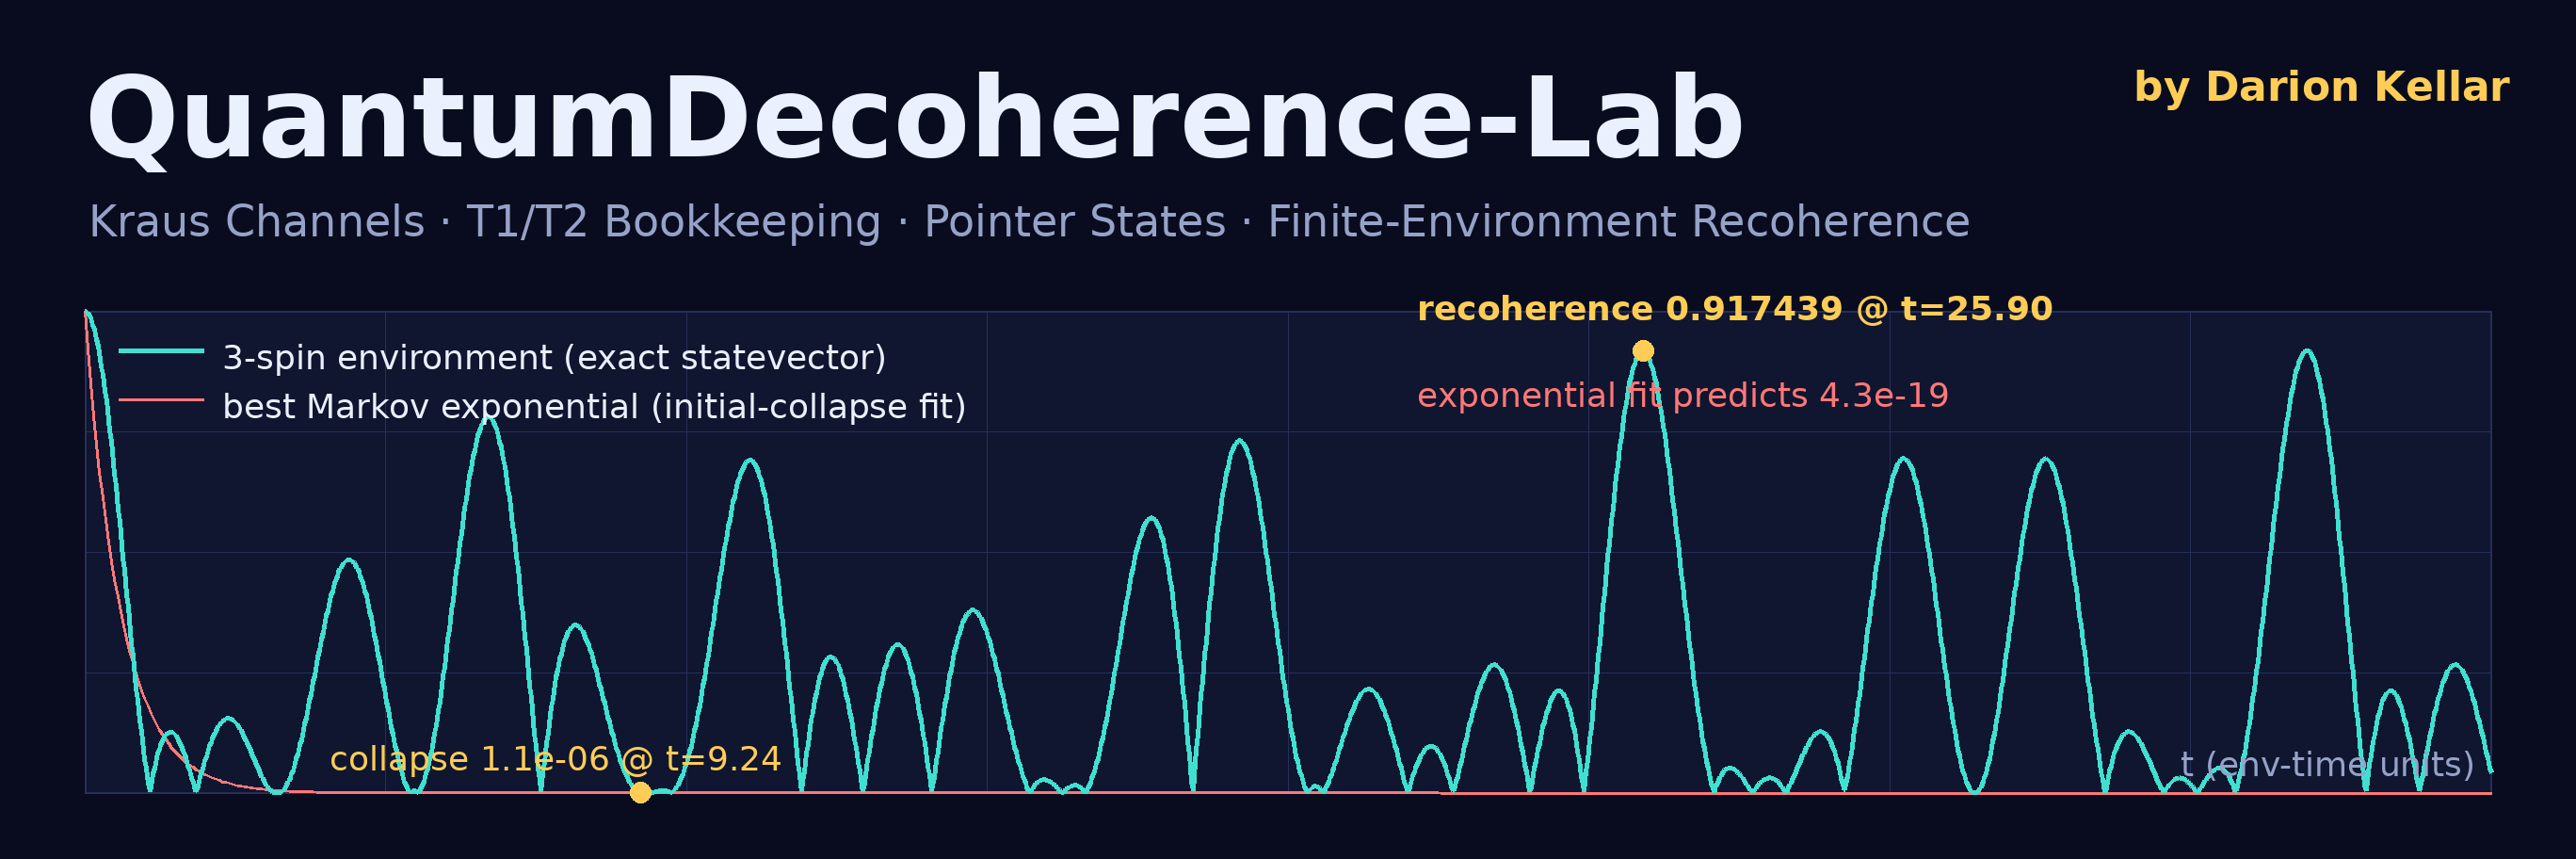 QuantumDecoherence-Lab
by Darion Kellar
Kraus Channels · T1/T2 Bookkeeping · Pointer States · Finite-Environment Recoherence
recoherence 0.917439 @ t=25.90
3-spin environment (exact statevector)
exponential fit predicts 4.3e-19
best Markov exponential (initial-collapse fit)
collapse 1.1e-06 @ t=9.24
t (env-time units)